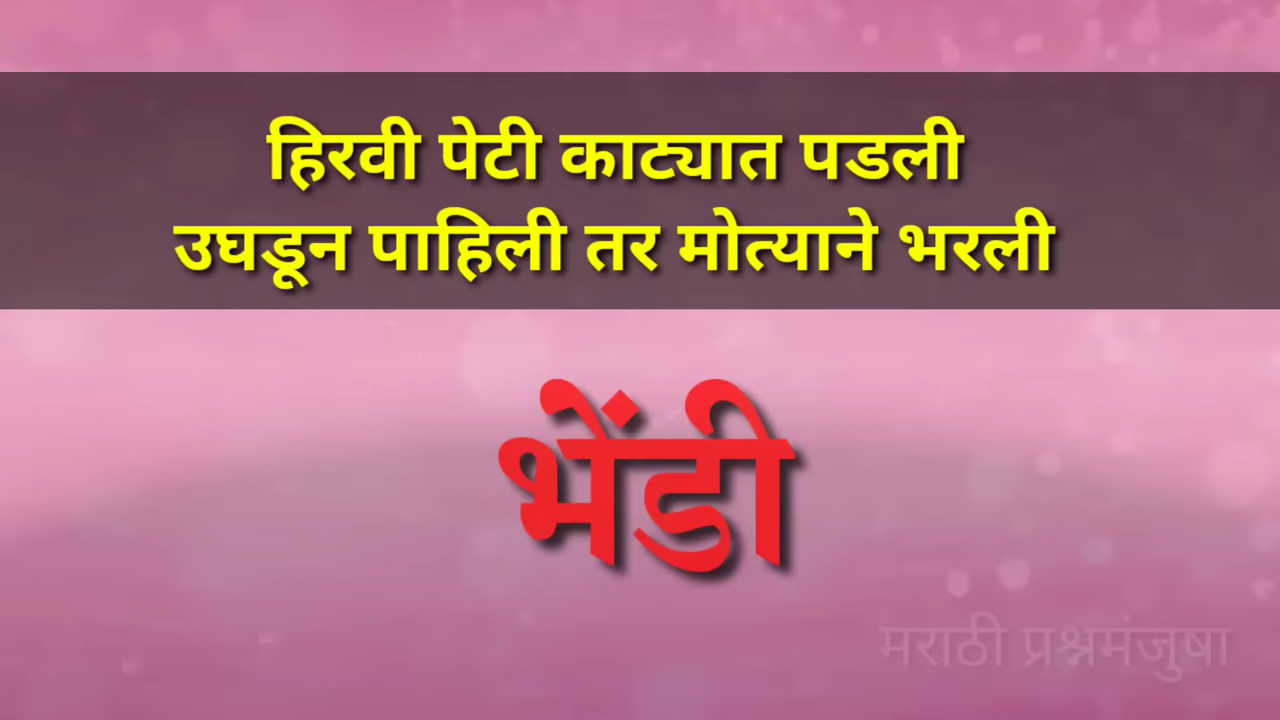 हिरवी पेटी काट्यात पडली
उघडून पाहिली तर मोत्याने भरली
भेंडी
मराठी प्रश्नमंजुषा